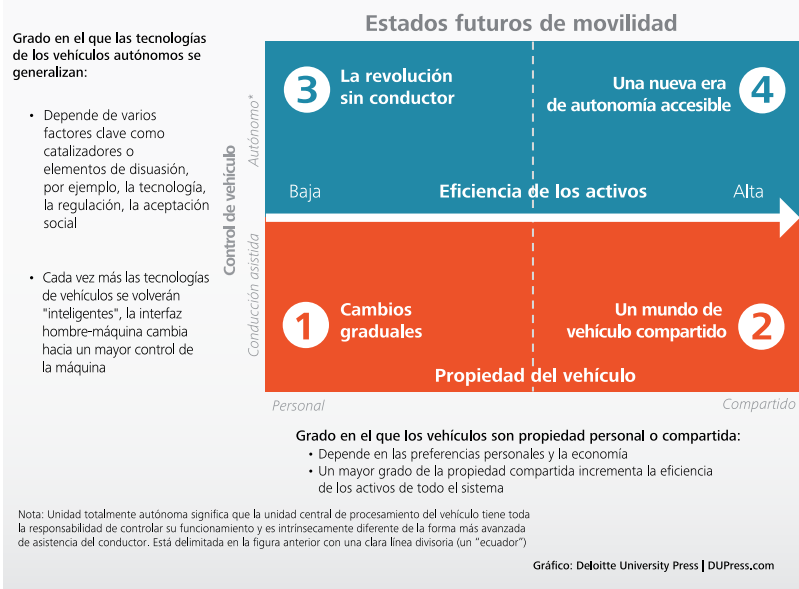 Estados futuros de movilidad
Grado en el que las tecnologías
de los vehículos autónomos se
generalizan:
• Depende de varios
factores clave como
catalizadores o
elementos de disuasión,
por ejemplo, la tecnología,
la regulación, la aceptación
social
• Cada vez más las tecnologías
de vehículos se volverán
"inteligentes", la interfaz
hombre-máquina cambia
hacia un mayor control de
la máquina
Control de vehículo
Autónomo*
Conducción asistida
3
La revolución
sin conductor
Una nueva era
de autonomía accesible
4
Baja
Eficiencia de los activos
Alta
1
Cambios
graduales
Un mundo de
vehículo compartido
2
Propiedad del vehículo
Personal
Compartido
Grado en el que los vehículos son propiedad personal o compartida:
• Depende en las preferencias personales y la economía
• Un mayor grado de la propiedad compartida incrementa la eficiencia
de los activos de todo el sistema
Nota: Unidad totalmente autónoma significa que la unidad central de procesamiento del vehículo tiene toda
la responsabilidad de controlar su funcionamiento y es intrínsecamente diferente de la forma más avanzada
de asistencia del conductor. Está delimitada en la figura anterior con una clara línea divisoria (un “ecuador”)
Gráfico: Deloitte University Press | DUPress.com